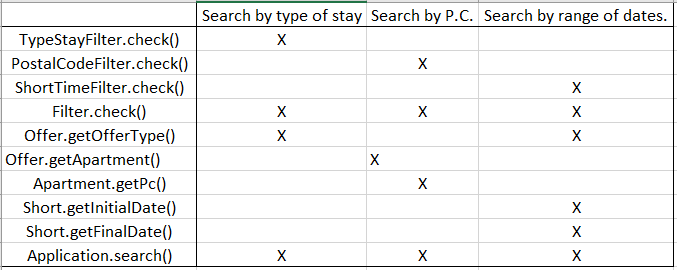 Search by type of stay Search by P.C. Search by range of dates.
TypeStayFilter.check() X
PostalCodeFilter.check() X
ShortTimeFilter.check() X
Filter.check() X X X
Offer.getOfferType() X X
Offer.getApartment() X
Apartment.getPc() X
Short.getInitialDate() X
Short.getFinalDate() X
Application.search() X X X